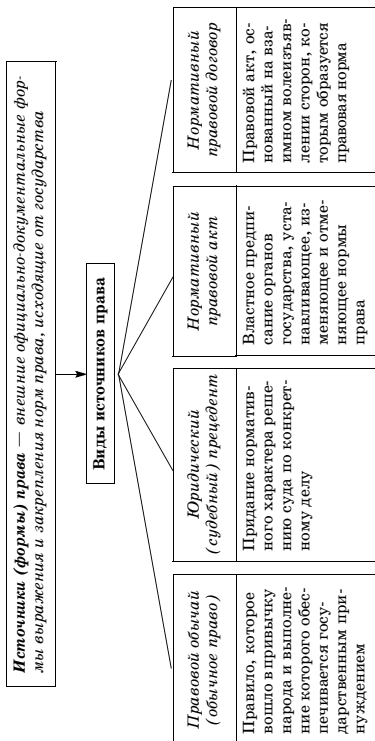 Источники (формы) права — внешние официально-документальные фор-
мы выражения и закрепления норм права, исходящие от государства
Виды источников права
Правовой обычай
(обычное право)
Правило, которое
вошло в привычку
народа и выполне-
ние которого обес-
печивается госу-
дарственным при-
нуждением
Юридический
(судебный) прецедент
Придание норматив-
ного характера реше-
нию суда по конкрет-
ному делу
Нормативный
правовой акт
Властное предпи-
сание органов
государства, уста-
навливающее, из-
меняющее и отме-
няющее нормы
права
Нормативный
правовой договор
Правовой акт, ос-
нованный на вза-
имном волеизъяв-
лении сторон, ко-
торым образуется
правовая норма